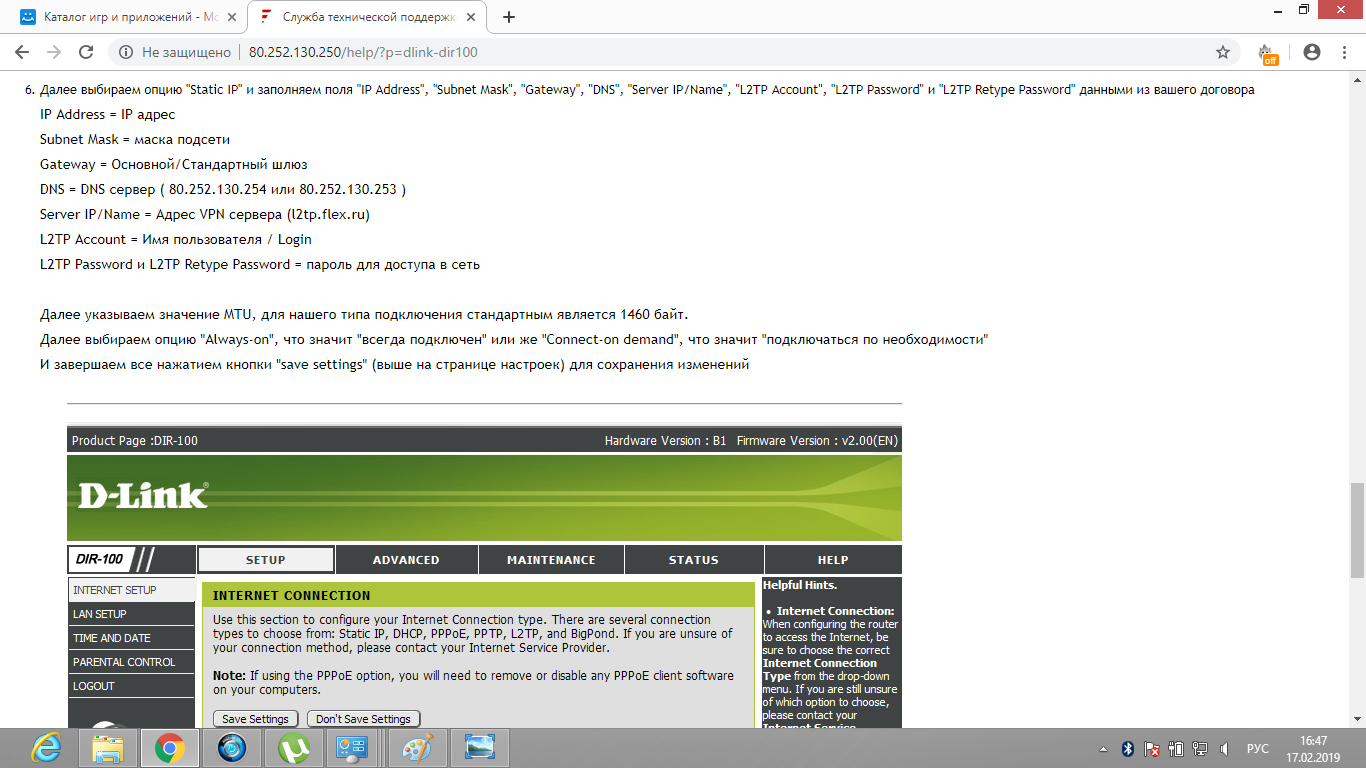 Каталог игр и приложений - Mo
Служба технической поддержк
Не защищено
80.252.130.250/help/?p=dlink-dir100
off
6. Далее выбираем опцию "Static IP" и заполняем поля "IP Address", "Subnet Mask", "Gateway", "DNS", "Server IP/Name", "L2TP Account", "L2TP Password" и "L2TP Retype Password" данными из вашего договора
IP Address = IP адрес
Subnet Mask = маска подсети
Gateway = Основной/Стандартный шлюз
DNS = DNS сервер ( 80.252.130.254 или 80.252.130.253 )
Server IP/Name = Адрес VPN сервера (l2tp.flex.ru)
L2TP Account = Имя пользователя / Login
L2TP Password и L2TP Retype Password = пароль для доступа в сеть
Далее указываем значение MTU, для нашего типа подключения стандартным является 1460 байт.
Далее выбираем опцию "Always-on", что значит "всегда подключен" или же "Connect-on demand", что значит "подключаться по необходимости"
И завершаем все нажатием кнопки "save settings" (выше на странице настроек) для сохранения изменений
Product Page :DIR-100
Hardware Version : B1 Firmware Version : v2.00(EN)
D-Link®
DIR-100
SETUP
ADVANCED
MAINTENANCE
STATUS
HELP
INTERNET SETUP
LAN SETUP
TIME AND DATE
PARENTAL CONTROL
LOGOUT
INTERNET CONNECTION
Use this section to configure your Internet Connection type. There are several connection
types to choose from: Static IP, DHCP, PPPoE, PPTP, L2TP, and BigPond. If you are unsure of
your connection method, please contact your Internet Service Provider.
Note: If using the PPPoE option, you will need to remove or disable any PPPoE client software
on your computers.
Save Settings
Don't Save Settings
Helpful Hints.
• Internet Connection:
When configuring the router
to access the Internet, be
sure to choose the correct
Internet Connection
Type from the drop-down
menu. If you are still unsure
of which option to choose,
please contact your
Internet Service
РУС
16:47
17.02.2019